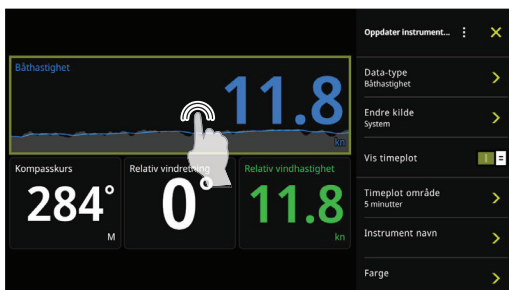 Oppdater instrument...
Båthastighet
11.8
kn
Kompasskurs
284°
M
Relativ vindretning
0°
Relativ vindhastighet
11.8
kn
Data-type
Båthastighet
Endre kilde
System
Vis timeplot
Timeplot område
5 minutter
Instrument navn
Farge